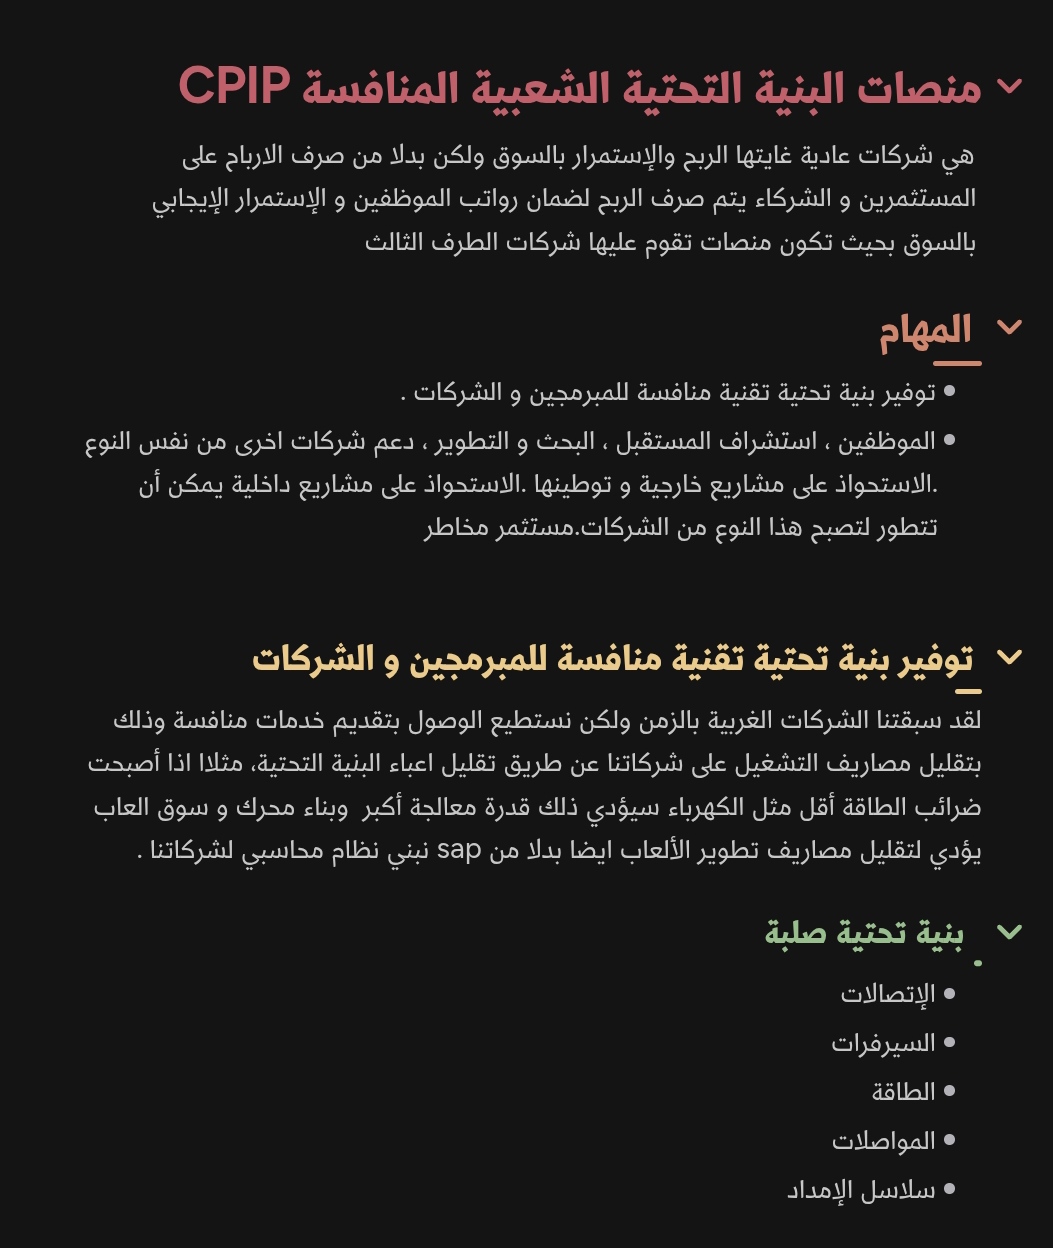 منصات البنية التحتية الشعبية المنافسة CPIP
هي شركات عادية غايتها الربح والإستمرار بالسوق ولكن بدلا من صرف الارباح على
المستثمرين و الشركاء يتم صرف الربح لضمان رواتب الموظفين و الإستمرار الإيجابي
بالسوق بحيث تكون منصات تقوم عليها شركات الطرف الثالث
المهام
توفير بنية تحتية تقنية منافسة للمبرمجين و الشركات .
الموظفين ، استشراف المستقبل ، البحث و التطوير ، دعم شركات اخرى من نفس النوع
.الاستحواذ على مشاريع خارجية و توطينها .الاستحواذ على مشاريع داخلية يمكن أن
تتطور لتصبح هذا النوع من الشركات.مستثمر مخاطر
توفير بنية تحتية تقنية منافسة للمبرمجين و الشركات
لقد سبقتنا الشركات الغربية بالزمن ولكن نستطيع الوصول بتقديم خدمات منافسة وذلك
بتقليل مصاريف التشغيل على شركاتنا عن طريق تقليل اعباء البنية التحتية، مثلاا اذا أصبحت
ضرائب الطاقة أقل مثل الكهرباء سيؤدي ذلك قدرة معالجة أكبر  وبناء محرك و سوق العاب
يؤدي لتقليل مصاريف تطوير الألعاب ايضا بدلا من sap نبني نظام محاسبي لشركاتنا .
بنية تحتية صلبة
الإتصالات
السيرفرات
الطاقة
المواصلات
سلاسل الإمداد